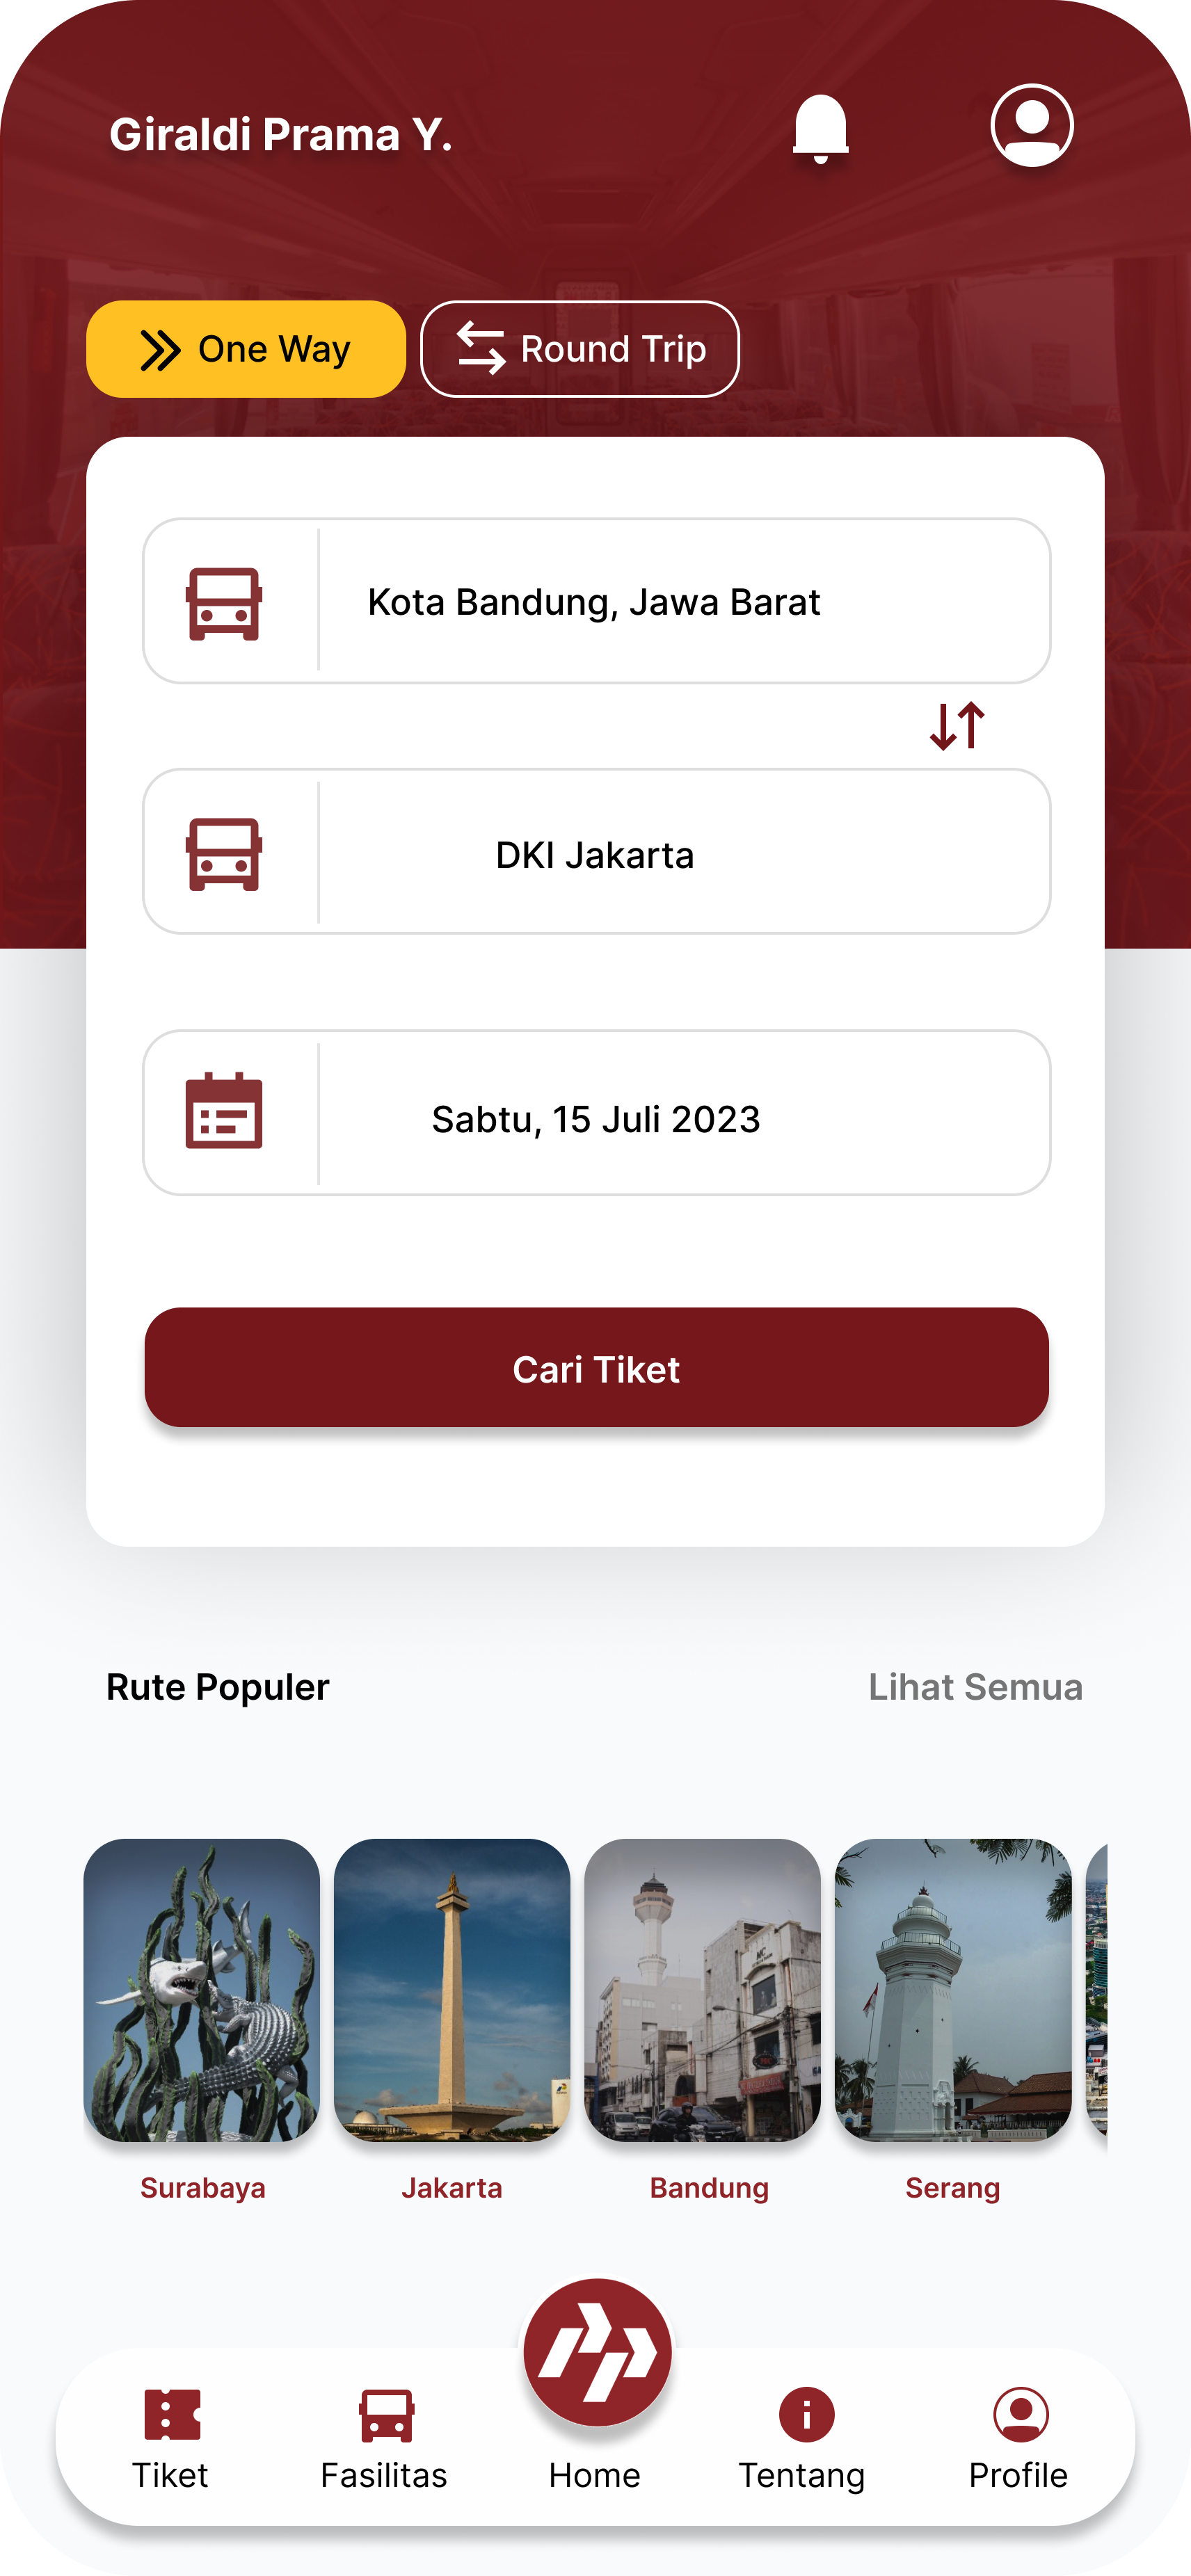 Giraldi Prama Y.
One Way
Round Trip
Kota Bandung, Jawa Barat
DKI Jakarta
Sabtu, 15 Juli 2023
Cari Tiket
Rute Populer
Lihat Semua
Surabaya
Jakarta
Bandung
Serang
Tiket
Fasilitas
Home
Tentang
Profile